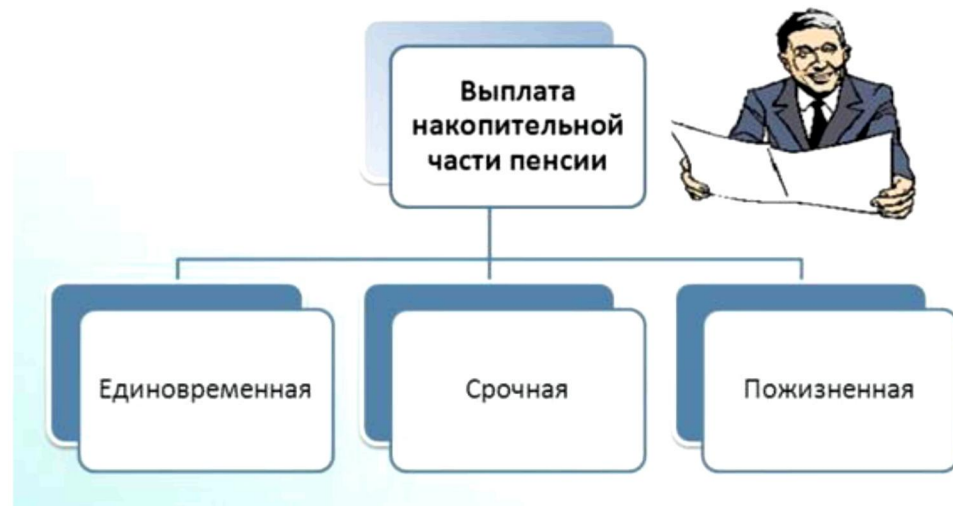 Выплата
накопительной
части пенсии
Единовременная
Срочная
Пожизненная